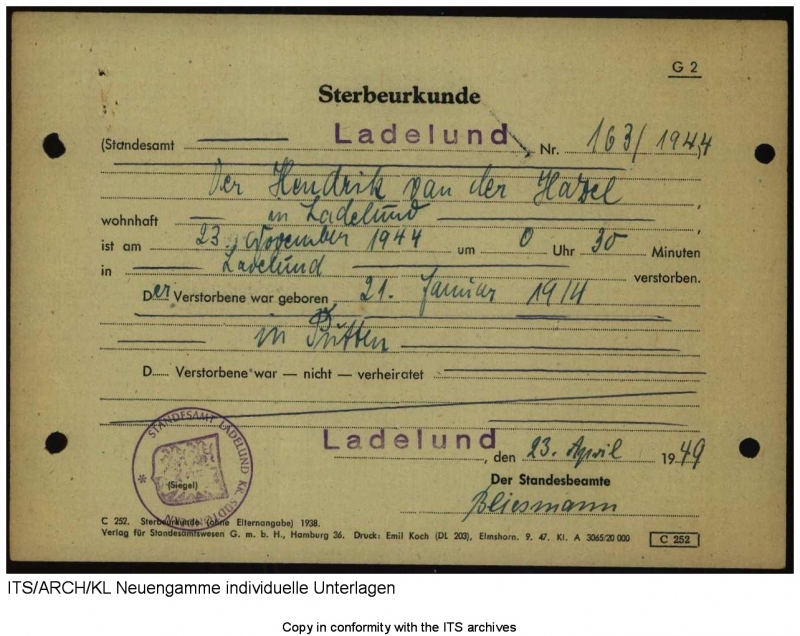 G 2
Sterbeurkunde
(Standesamt Ladelund, Nr. 163/1944)
Der Hendrik van der Hazel
wohnhaft in Ladelund,
ist am 23. November 1944 um 0 Uhr 30 Minuten
in Ladelund verstorben.
Der Verstorbene war geboren 21. Januar 1914
in Putten
D Verstorbene war — nicht — verheiratet
Ladelund, den 23. April 1949
STANDESAMT LADELUND KR. SÜDTONDERN
(Siegel)
Der Standesbeamte
C 252. Sterbeurkunde (ohne Elternangabe) 1938.
Verlag für Standesamtswesen G. m. b. H., Hamburg 36. Druck: Emil Koch (DL 203), Elmshorn. 9. 47. Kl. A 3065/20 000
C 252
ITS/ARCH/KL Neuengamme individuelle Unterlagen
Copy in conformity with the ITS archives